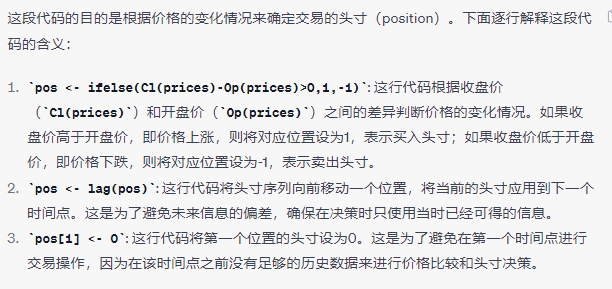 这段代码的目的是根据价格的变化情况来确定交易的头寸（position）。下面逐行解释这段代
码的含义：
1. `pos <- ifelse(Cl(prices)-Op(prices)>0,1,-1)`: 这行代码根据收盘价
（`Cl(prices)`）和开盘价（`Op(prices)`）之间的差异判断价格的变化情况。如果收
盘价高于开盘价，即价格上涨，则将对应位置设为1，表示买入头寸；如果收盘价低于开盘
价，即价格下跌，则将对应位置设为-1，表示卖出头寸。
2. `pos <- lag(pos)`: 这行代码将头寸序列向前移动一个位置，将当前的头寸应用到下一个
时间点。这是为了避免未来信息的偏差，确保在决策时只使用当时已经可得的信息。
3. `pos[1] <- 0`: 这行代码将第一个位置的头寸设为0。这是为了避免在第一个时间点进行
交易操作，因为在该时间点之前没有足够的历史数据来进行价格比较和头寸决策。